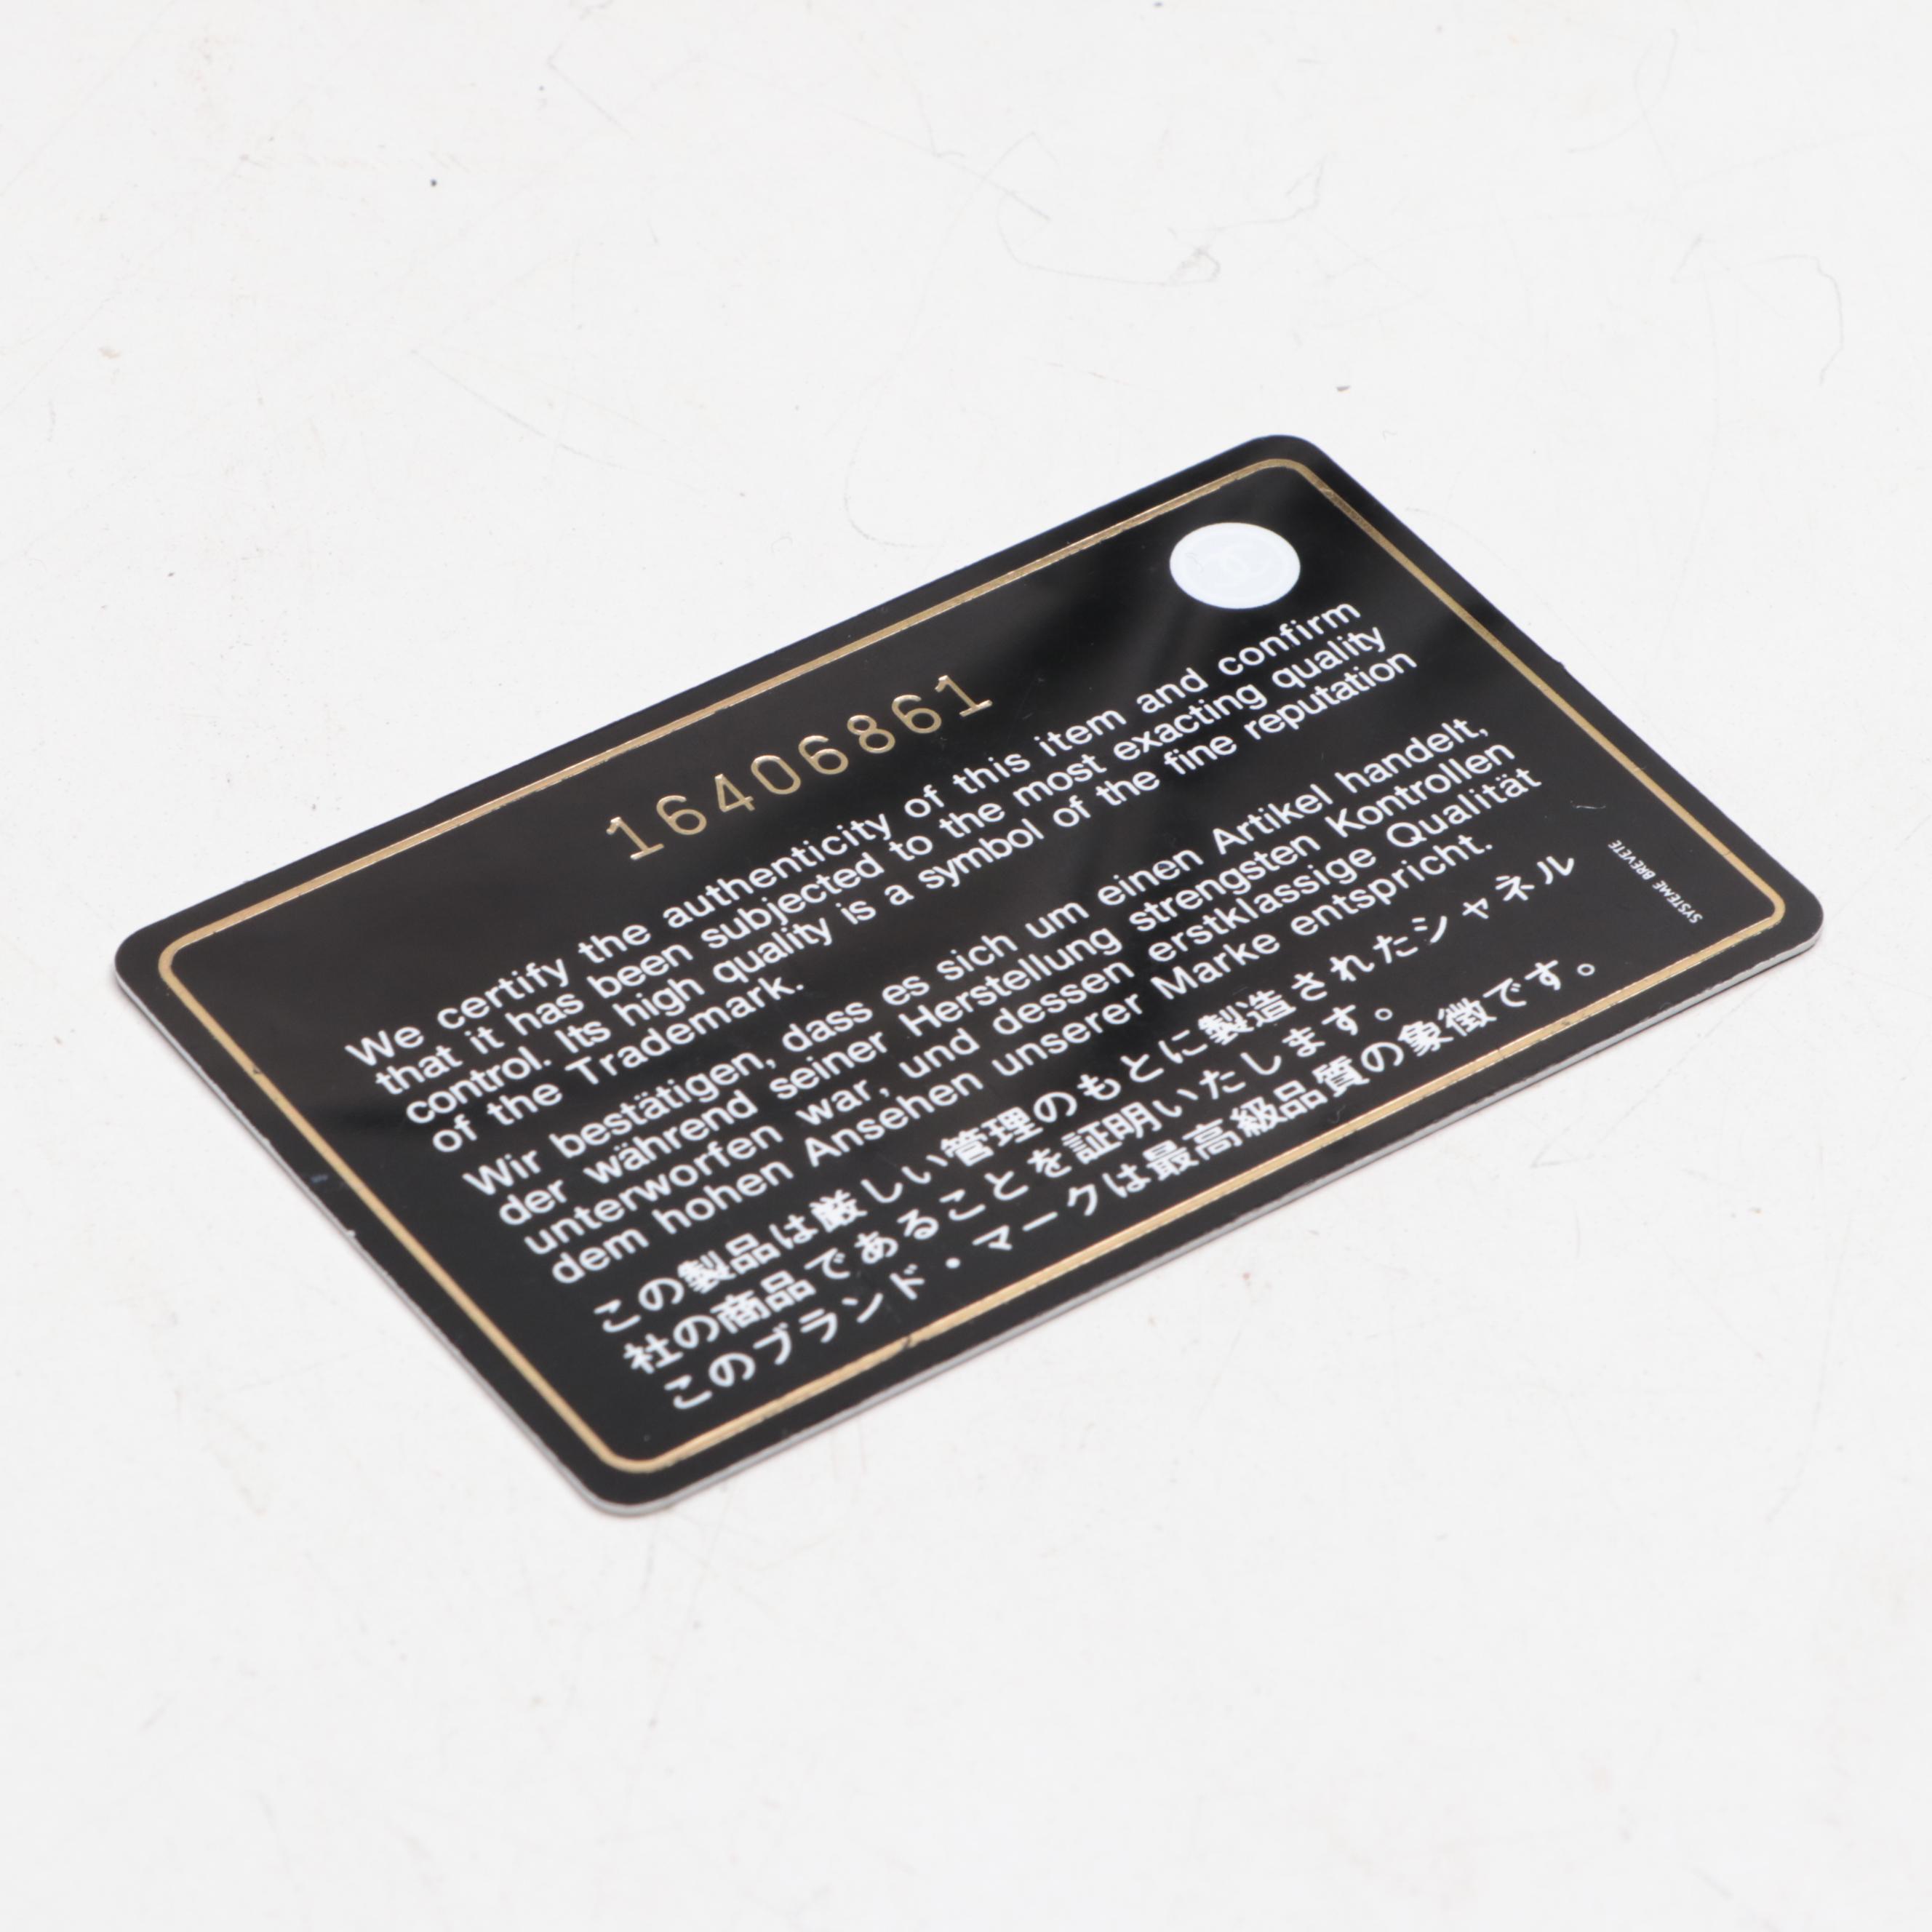 16406861
We certify the authenticity of this item and confirm
that it has been subjected to the most exacting quality
control. Its high quality is a symbol of the fine reputation
of the Trademark.
Wir bestätigen, dass es sich um einen Artikel handelt,
der während seiner Herstellung strengsten Kontrollen
unterworfen war, und dessen erstklassige Qualität
dem hohen Ansehen unserer Marke entspricht.
この製品は厳しい管理のもとに製造されたシャネル
社の商品であることを証明いたします。
このブランド・マークは最高級品質の象徴です。
SYSTEME BREVETE